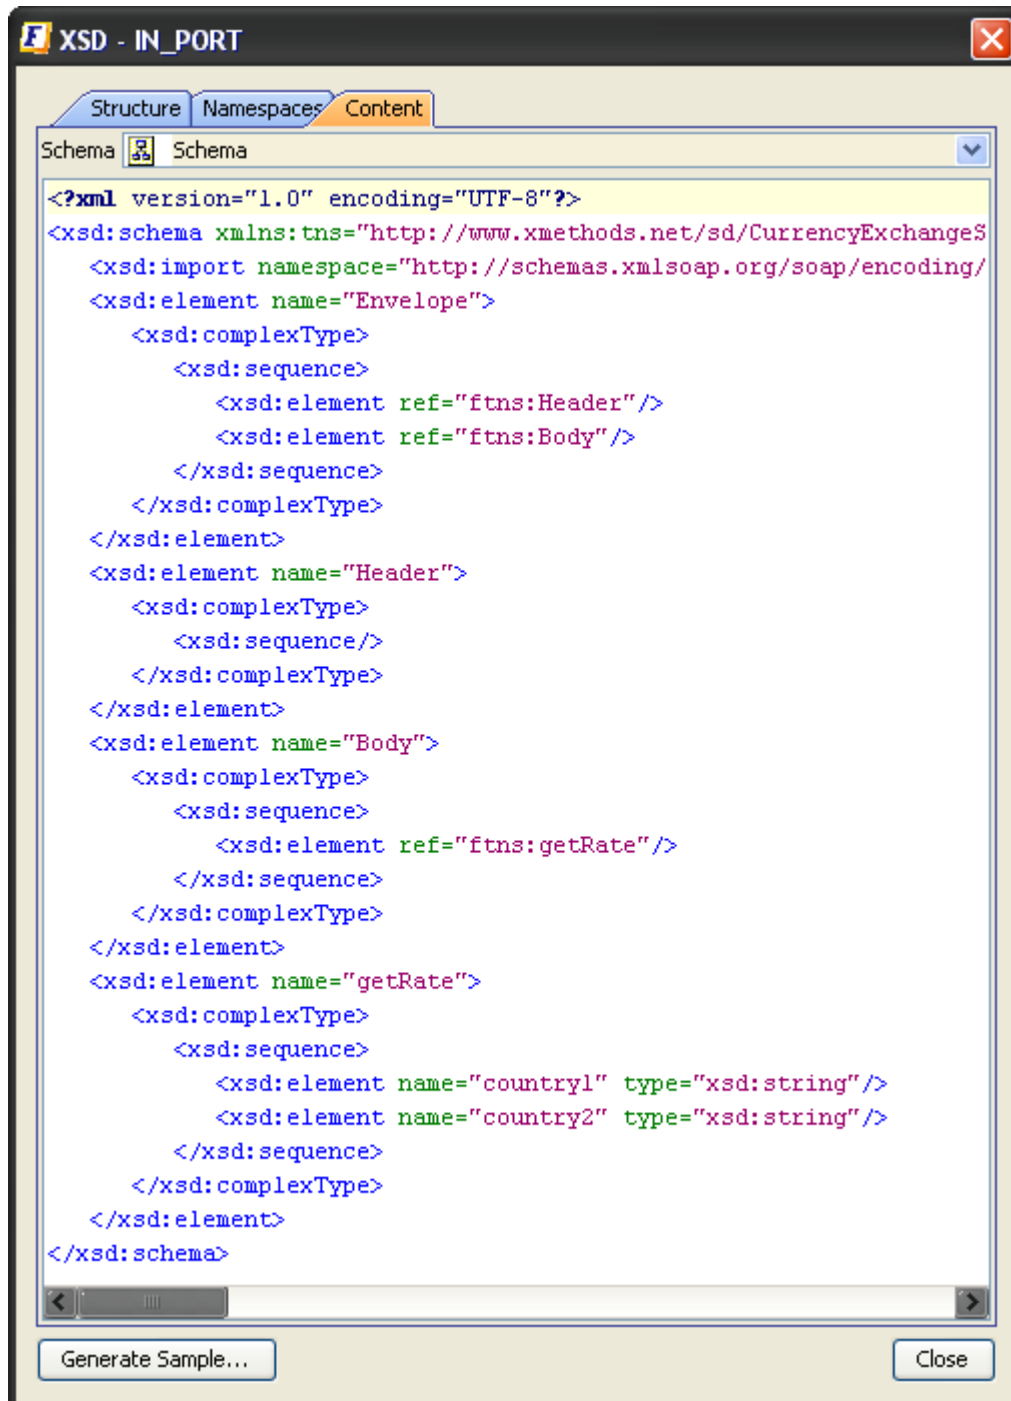 XSD - IN_PORT
Structure Namespaces Content
Schema Schema
<?xml version="1.0" encoding="UTF-8"?>
<xsd:schema xmlns:tns="http://www.xmethods.net/sd/CurrencyExchangeS
<xsd:import namespace="http://schemas.xmlsoap.org/soap/encoding/
<xsd:element name="Envelope">
<xsd:complexType>
<xsd:sequence>
<xsd:element ref="ftns:Header"/>
<xsd:element ref="ftns:Body"/>
</xsd:sequence>
</xsd:complexType>
</xsd:element>
<xsd:element name="Header">
<xsd:complexType>
<xsd:sequence/>
</xsd:complexType>
</xsd:element>
<xsd:element name="Body">
<xsd:complexType>
<xsd:sequence>
<xsd:element ref="ftns:getRate"/>
</xsd:sequence>
</xsd:complexType>
</xsd:element>
<xsd:element name="getRate">
<xsd:complexType>
<xsd:sequence>
<xsd:element name="country1" type="xsd:string"/>
<xsd:element name="country2" type="xsd:string"/>
</xsd:sequence>
</xsd:complexType>
</xsd:element>
</xsd:schema>
Generate Sample... Close